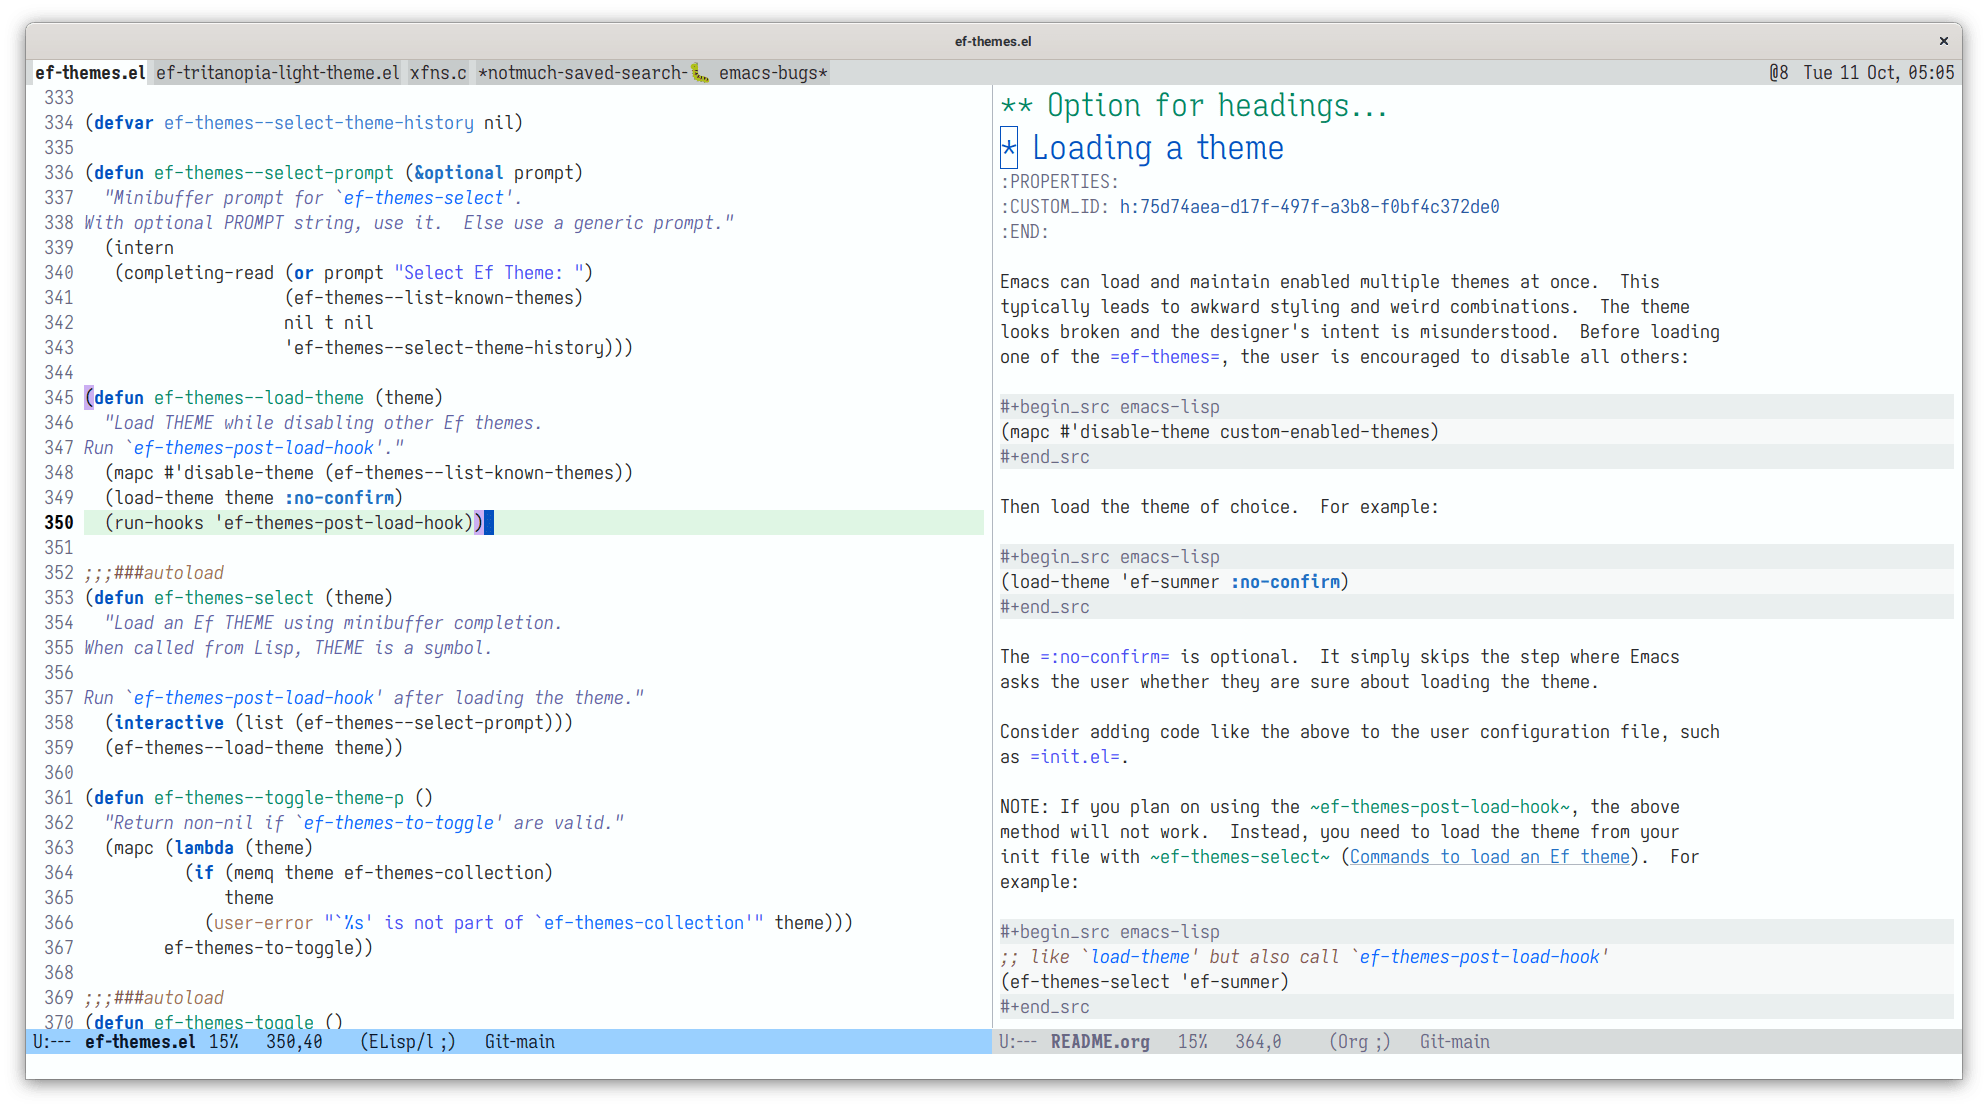 ef-themes.el
×
ef-themes.el ef-tritanopia-light-theme.el xfns.c *notmuch-saved-search-🐛 emacs-bugs* @8 Tue 11 Oct, 05:05
333
334 (defvar ef-themes--select-theme-history nil)
335
336 (defun ef-themes--select-prompt (&optional prompt)
337   "Minibuffer prompt for `ef-themes-select'.
338 With optional PROMPT string, use it.  Else use a generic prompt."
339   (intern
340    (completing-read (or prompt "Select Ef Theme: ")
341                     (ef-themes--list-known-themes)
342                     nil t nil
343                     'ef-themes--select-theme-history)))
344
345 (defun ef-themes--load-theme (theme)
346   "Load THEME while disabling other Ef themes.
347 Run `ef-themes-post-load-hook'."
348   (mapc #'disable-theme (ef-themes--list-known-themes))
349   (load-theme theme :no-confirm)
350   (run-hooks 'ef-themes-post-load-hook))
351
352 ;;;###autoload
353 (defun ef-themes-select (theme)
354   "Load an Ef THEME using minibuffer completion.
355 When called from Lisp, THEME is a symbol.
356
357 Run `ef-themes-post-load-hook' after loading the theme."
358   (interactive (list (ef-themes--select-prompt)))
359   (ef-themes--load-theme theme))
360
361 (defun ef-themes--toggle-theme-p ()
362   "Return non-nil if `ef-themes-to-toggle' are valid."
363   (mapc (lambda (theme)
364           (if (memq theme ef-themes-collection)
365               theme
366             (user-error "`%s' is not part of `ef-themes-collection'" theme)))
367         ef-themes-to-toggle))
368
369 ;;;###autoload
370 (defun ef-themes-toggle ()
U:--- ef-themes.el 15% 350,40 (ELisp/l ;) Git-main
** Option for headings...
* Loading a theme
:PROPERTIES:
:CUSTOM_ID: h:75d74aea-d17f-497f-a3b8-f0bf4c372de0
:END:
Emacs can load and maintain enabled multiple themes at once.  This
typically leads to awkward styling and weird combinations.  The theme
looks broken and the designer's intent is misunderstood.  Before loading
one of the =ef-themes=, the user is encouraged to disable all others:
#+begin_src emacs-lisp
(mapc #'disable-theme custom-enabled-themes)
#+end_src
Then load the theme of choice.  For example:
#+begin_src emacs-lisp
(load-theme 'ef-summer :no-confirm)
#+end_src
The =:no-confirm= is optional.  It simply skips the step where Emacs
asks the user whether they are sure about loading the theme.
Consider adding code like the above to the user configuration file, such
as =init.el=.
NOTE: If you plan on using the ~ef-themes-post-load-hook~, the above
method will not work.  Instead, you need to load the theme from your
init file with ~ef-themes-select~ (Commands to load an Ef theme).  For
example:
#+begin_src emacs-lisp
;; like `load-theme' but also call `ef-themes-post-load-hook'
(ef-themes-select 'ef-summer)
#+end_src
U:--- README.org 15% 364,0 (Org ;) Git-main